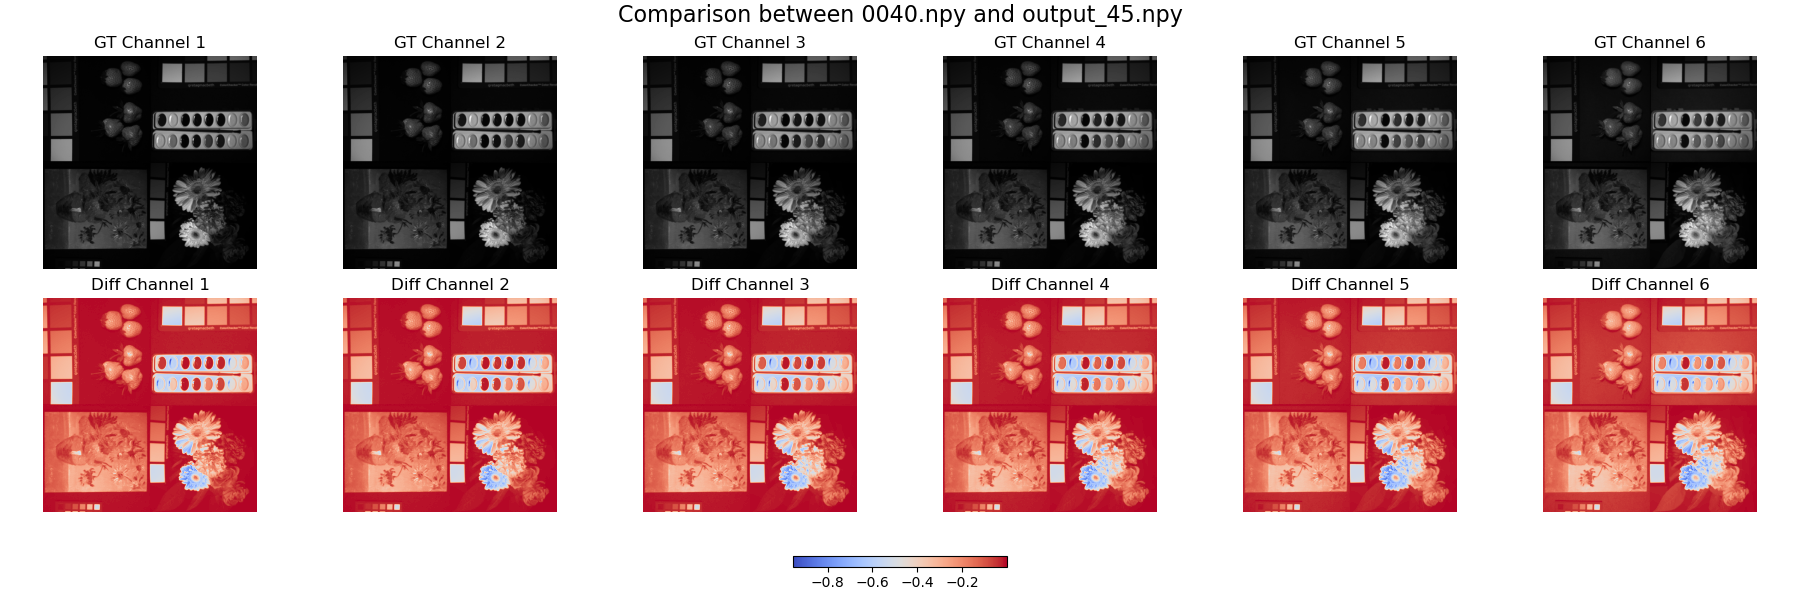 Comparison between 0040.npy and output_45.npy
GT Channel 1
GT Channel 2
GT Channel 3
GT Channel 4
GT Channel 5
GT Channel 6
Diff Channel 1
Diff Channel 2
Diff Channel 3
Diff Channel 4
Diff Channel 5
Diff Channel 6
−0.8 −0.6 −0.4 −0.2